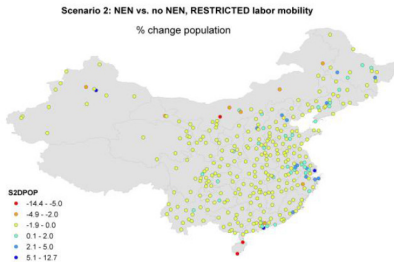 Scenario 2: NEN vs. no NEN, RESTRICTED labor mobility
% change population
S2DPOP
-14.4 - -5.0
-4.9 - -2.0
-1.9 - 0.0
0.1 - 2.0
2.1 - 5.0
5.1 - 12.7